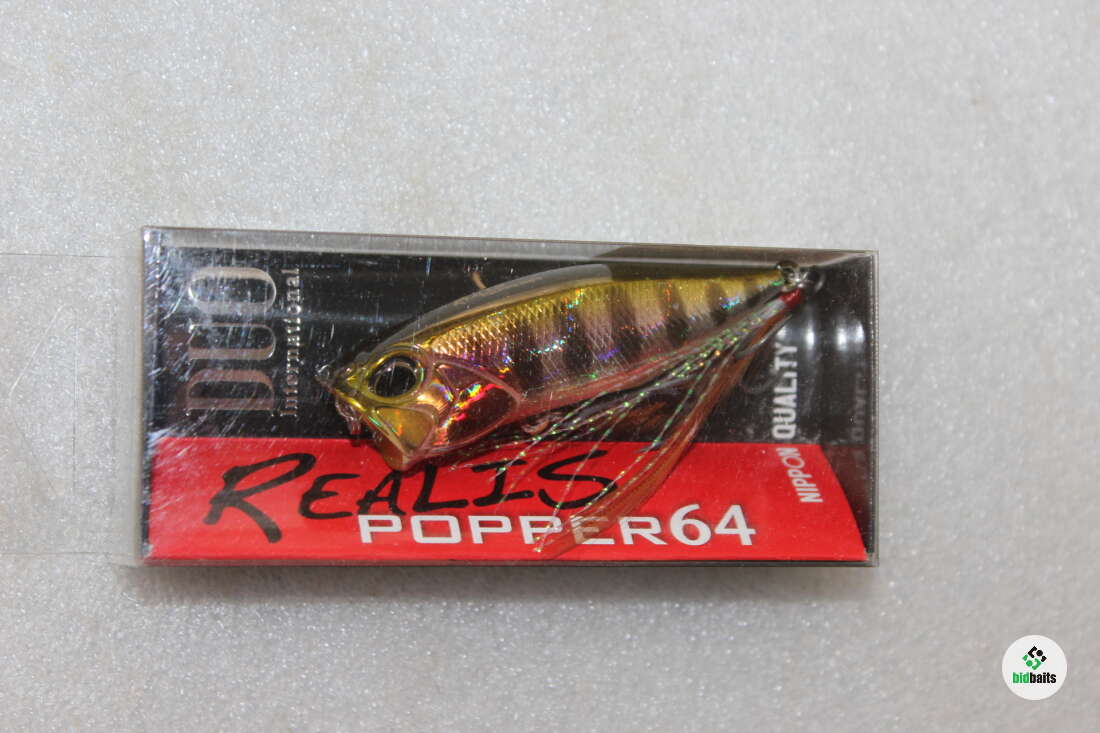 DUO
international
REALIS
POPPER64
NIPPON QUALITY
bidbaits